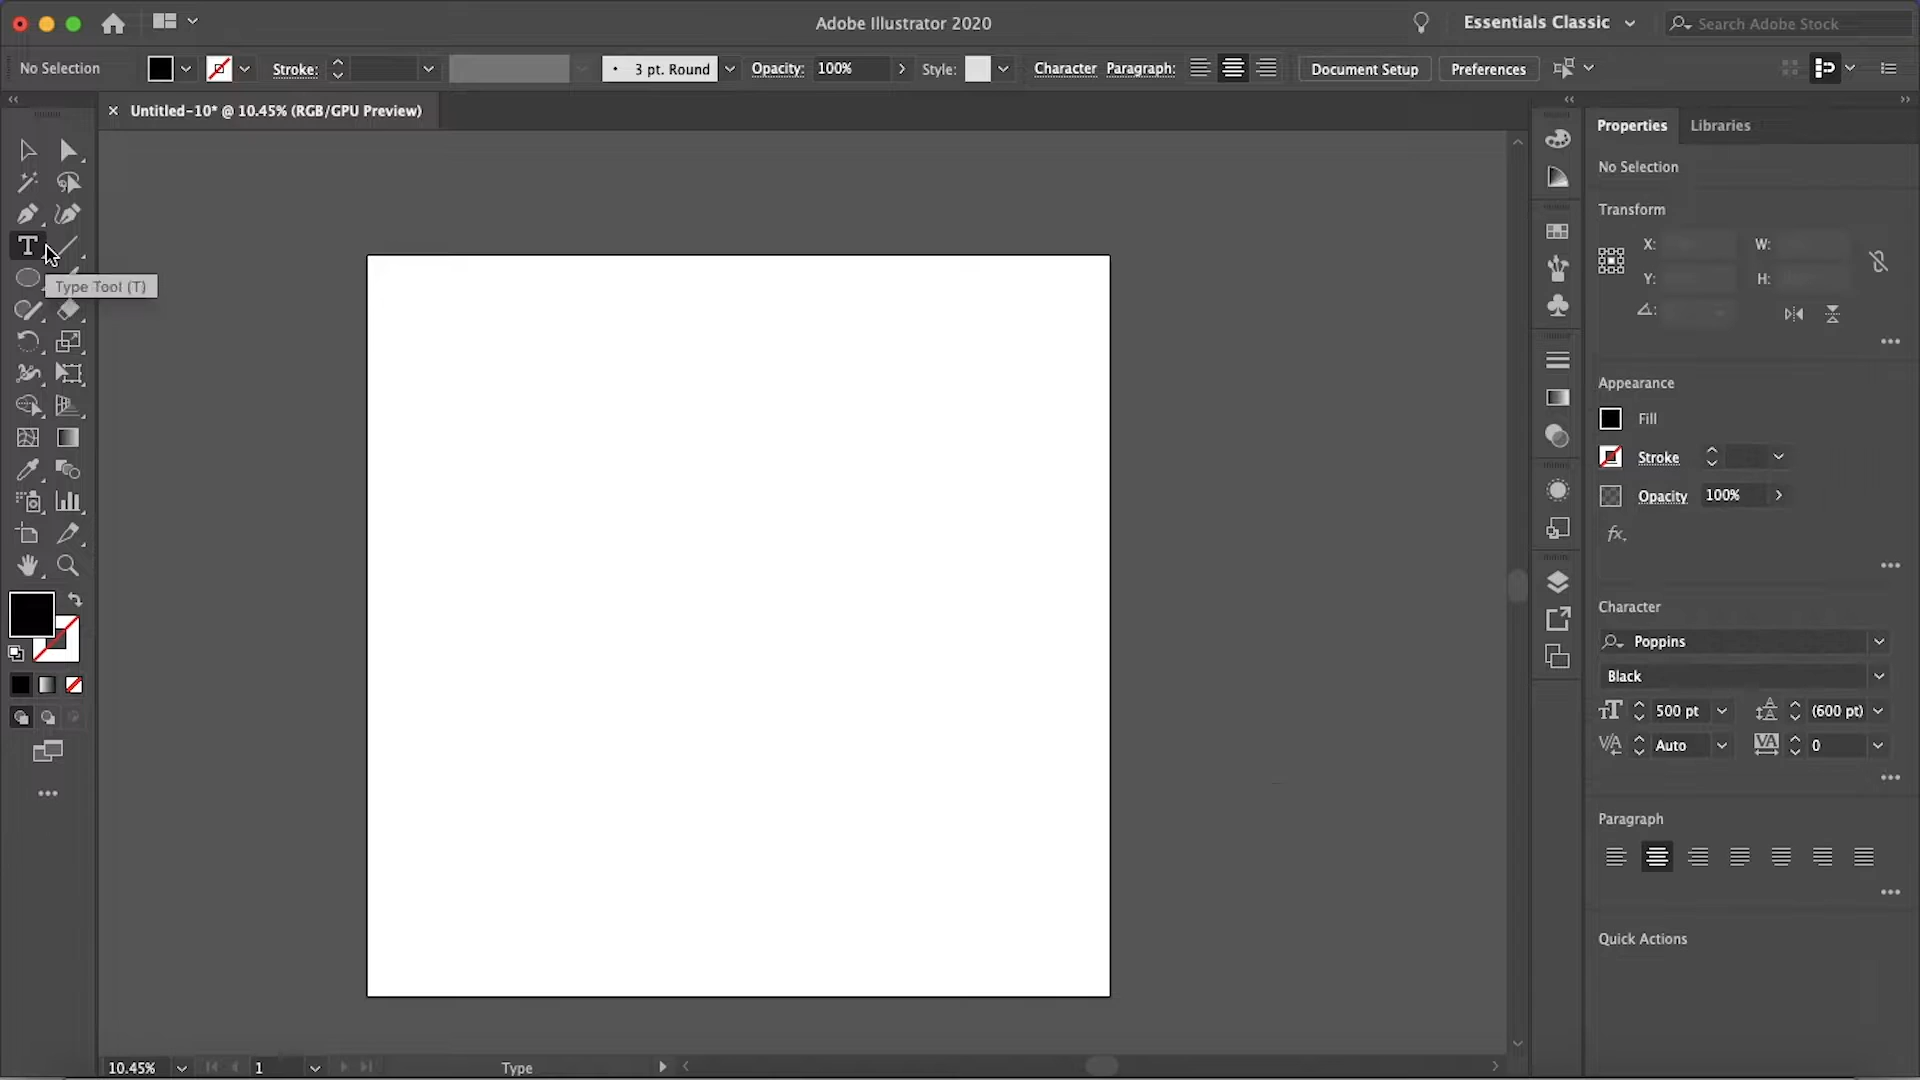 Adobe Illustrator 2020
Essentials Classic
Search Adobe Stock
No Selection
Stroke:
3 pt. Round
Opacity: 100%
Style:
Character
Paragraph:
Document Setup
Preferences
Untitled-10* @ 10.45% (RGB/GPU Preview)
Type Tool (T)
Properties
Libraries
No Selection
Transform
X:
W:
Y:
H:
Appearance
Fill
Stroke
Opacity 100%
fx.
Character
Poppins
Black
500 pt
(600 pt)
Auto
0
Paragraph
Quick Actions
10.45%
1
Type